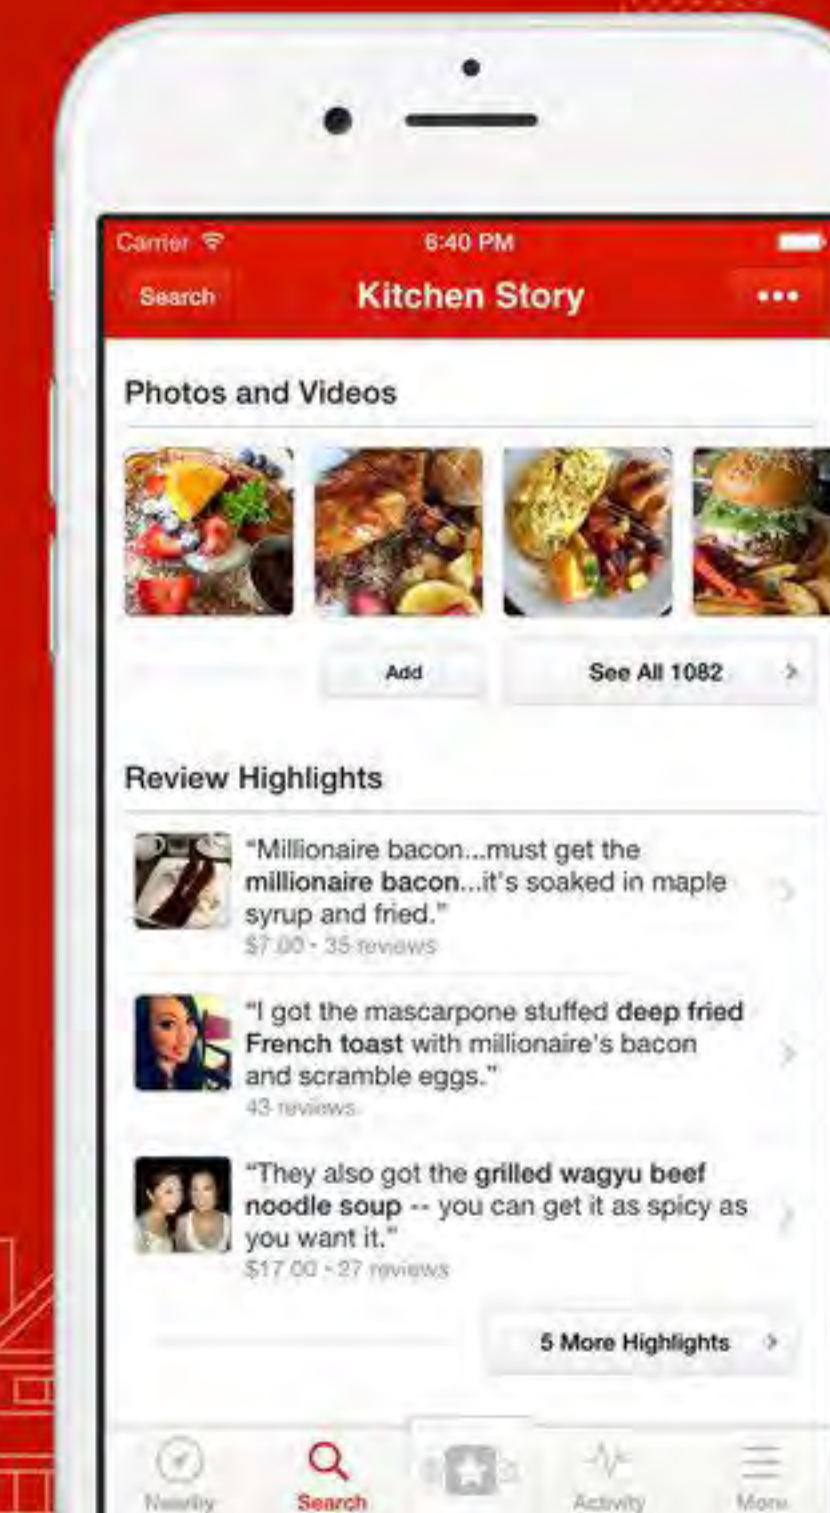 Carrier
6:40 PM
Search
Kitchen Story
Photos and Videos
Add
See All 1082
Review Highlights
“Millionaire bacon...must get the
millionaire bacon...it's soaked in maple
syrup and fried.”
$7.00 • 35 reviews
“I got the mascarpone stuffed deep fried
French toast with millionaire's bacon
and scramble eggs.”
43 reviews
“They also got the grilled wagyu beef
noodle soup -- you can get it as spicy as
you want it.”
$17.00 • 27 reviews
5 More Highlights
Nearby
Search
Activity
More